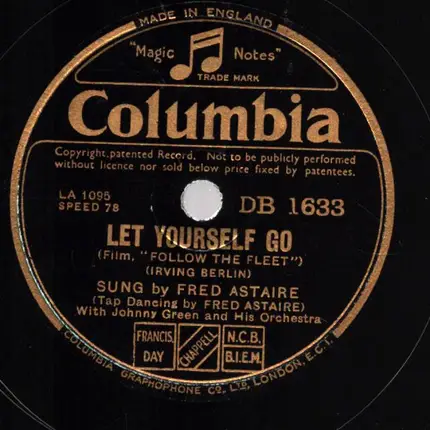 MADE IN ENGLAND
"Magic Notes"
TRADE MARK
Columbia
Copyright, patented Record. Not to be publicly performed
without licence nor sold below price fixed by patentees.
LA 1095
SPEED 78
DB 1633
LET YOURSELF GO
(Film, "FOLLOW THE FLEET")
(IRVING BERLIN)
SUNG by FRED ASTAIRE
(Tap Dancing by FRED ASTAIRE)
With Johnny Green and His Orchestra
FRANCIS, DAY
CHAPPELL
N.C.B.
B.I.E.M.
COLUMBIA GRAPHOPHONE CO., LTD., LONDON, E.C.1.